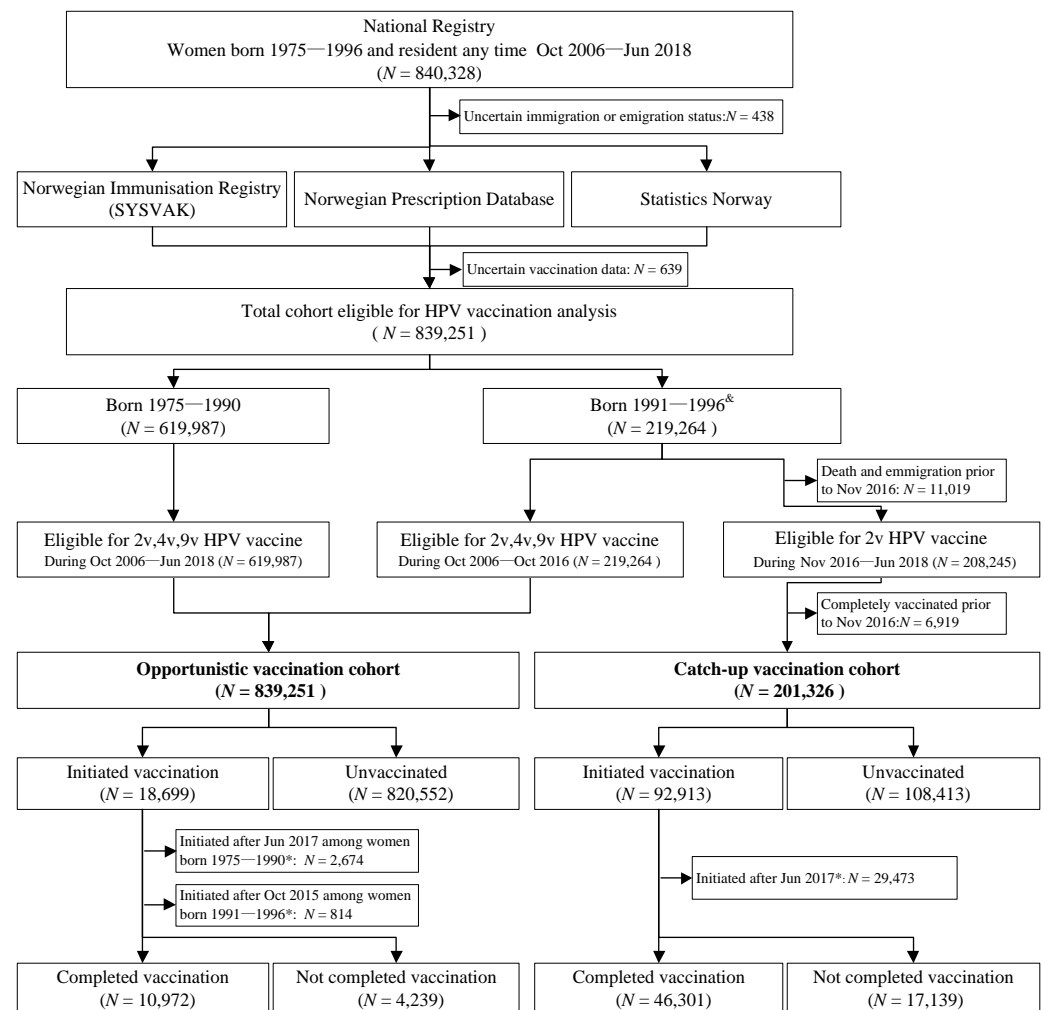 National Registry
Women born 1975—1996 and resident any time Oct 2006—Jun 2018
(N = 840,328)
Uncertain immigration or emigration status:N = 438
Norwegian Immunisation Registry
(SYSVAK)
Norwegian Prescription Database
Statistics Norway
Uncertain vaccination data: N = 639
Total cohort eligible for HPV vaccination analysis
( N = 839,251 )
Born 1975—1990
(N = 619,987)
Born 1991—1996&
(N = 219,264 )
Death and emmigration prior
to Nov 2016: N = 11,019
Eligible for 2v,4v,9v HPV vaccine
During Oct 2006—Jun 2018 (N = 619,987)
Eligible for 2v,4v,9v HPV vaccine
During Oct 2006—Oct 2016 (N = 219,264 )
Eligible for 2v HPV vaccine
During Nov 2016—Jun 2018 (N = 208,245)
Completely vaccinated prior
to Nov 2016:N = 6,919
Opportunistic vaccination cohort
(N = 839,251 )
Catch-up vaccination cohort
(N = 201,326 )
Initiated vaccination
(N = 18,699)
Unvaccinated
(N = 820,552)
Initiated vaccination
(N = 92,913)
Unvaccinated
(N = 108,413)
Initiated after Jun 2017 among women
born 1975—1990*: N = 2,674
Initiated after Oct 2015 among women
born 1991—1996*: N = 814
Initiated after Jun 2017*: N = 29,473
Completed vaccination
(N = 10,972)
Not completed vaccination
(N = 4,239)
Completed vaccination
(N = 46,301)
Not completed vaccination
(N = 17,139)